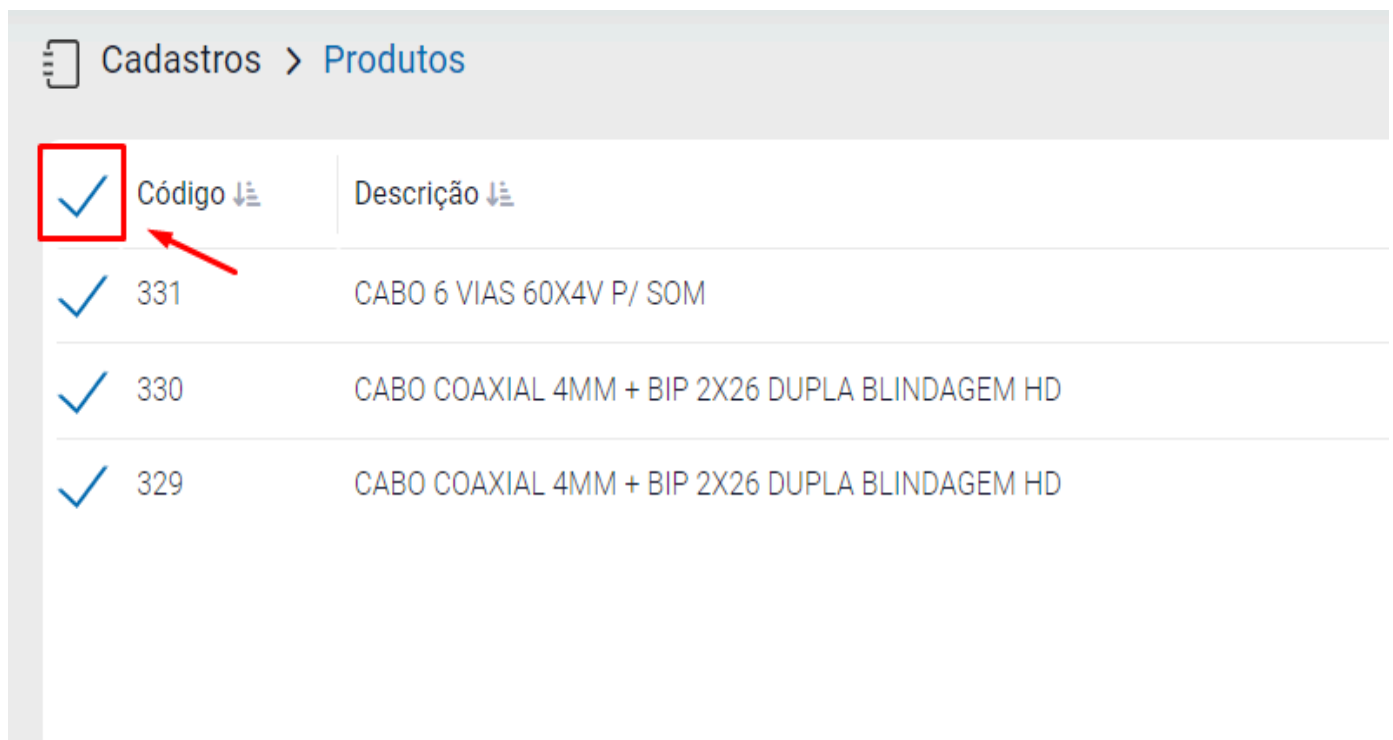 Cadastros > Produtos
Código Descrição
331 CABO 6 VIAS 60X4V P/ SOM
330 CABO COAXIAL 4MM + BIP 2X26 DUPLA BLINDAGEM HD
329 CABO COAXIAL 4MM + BIP 2X26 DUPLA BLINDAGEM HD